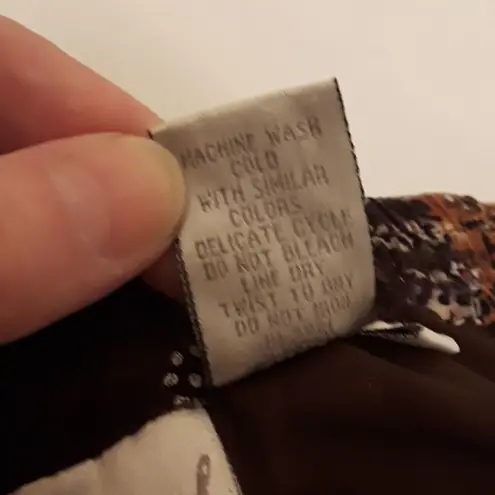 MACHINE WASH
COLD
WITH SIMILAR
COLORS
DELICATE CYCLE
DO NOT BLEACH
LINE DRY
TWIST TO DRY
DO NOT IRON